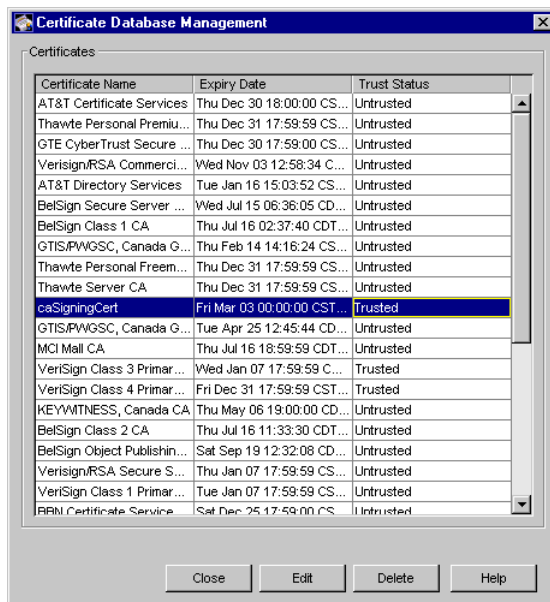 Certificate Database Management
Certificates
Certificate Name Expiry Date Trust Status
AT&T Certificate Services Thu Dec 30 18:00:00 CS... Untrusted
Thawte Personal Premiu... Thu Dec 31 17:59:59 CS... Untrusted
GTE CyberTrust Secure ... Thu Dec 30 17:59:00 CS... Untrusted
Verisign/RSA Commerci... Wed Nov 03 12:58:34 C... Untrusted
AT&T Directory Services Tue Jan 16 15:03:52 CS... Untrusted
BelSign Secure Server ... Wed Jul 15 06:36:05 CD... Untrusted
BelSign Class 1 CA Thu Jul 16 02:37:40 CDT... Untrusted
GTIS/PWGSC, Canada G... Thu Feb 14 14:16:24 CS... Untrusted
Thawte Personal Freem... Thu Dec 31 17:59:59 CS... Untrusted
Thawte Server CA Thu Dec 31 17:59:59 CS... Untrusted
caSigningCert Fri Mar 03 00:00:00 CST... Trusted
GTIS/PWGSC, Canada G... Tue Apr 25 12:45:44 CD... Untrusted
MCI Mall CA Thu Jul 16 18:59:59 CDT... Untrusted
VeriSign Class 3 Primar... Wed Jan 07 17:59:59 C... Trusted
VeriSign Class 4 Primar... Fri Dec 31 17:59:59 CST... Trusted
KEYWITNESS, Canada CA Thu May 06 19:00:00 CD... Untrusted
BelSign Class 2 CA Thu Jul 16 11:33:30 CDT... Untrusted
BelSign Object Publishin... Sat Sep 19 12:32:08 CD... Untrusted
Verisign/RSA Secure S... Thu Jan 07 17:59:59 CS... Untrusted
VeriSign Class 1 Primar... Tue Jan 07 17:59:59 CS... Untrusted
BBN Certificate Service Sat Dec 25 17:59:00 CS... Untrusted
Close Edit Delete Help